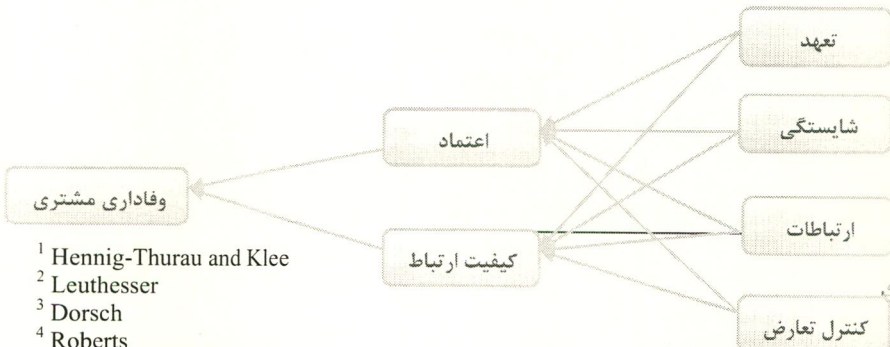 تعهد
شایستگی
اعتماد
وفاداری مشتری
ارتباطات
کیفیت ارتباط
کنترل تعارض
1 Hennig-Thurau and Klee
2 Leuthesser
3 Dorsch
4 Roberts